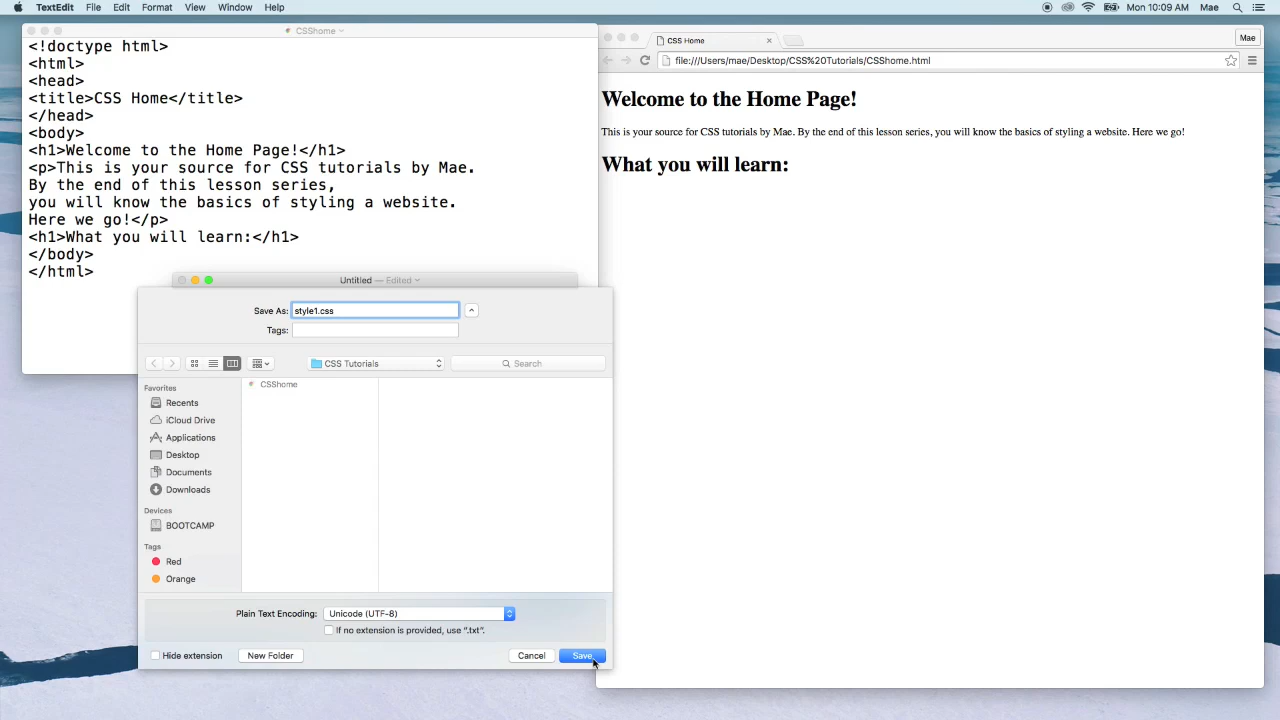 TextEdit File Edit Format View Window Help Mon 10:09 AM Mae
CSShome
<!doctype html>
<html>
<head>
<title>CSS Home</title>
</head>
<body>
<h1>Welcome to the Home Page!</h1>
<p>This is your source for CSS tutorials by Mae.
By the end of this lesson series,
you will know the basics of styling a website.
Here we go!</p>
<h1>What you will learn:</h1>
</body>
</html>
Untitled — Edited
Save As: style1.css
Tags:
CSS Tutorials
Search
Favorites
Recents
iCloud Drive
Applications
Desktop
Documents
Downloads
Devices
BOOTCAMP
Tags
Red
Orange
CSShome
Plain Text Encoding: Unicode (UTF-8)
If no extension is provided, use “.txt”.
Hide extension New Folder Cancel Save
CSS Home
Mae
file:///Users/mae/Desktop/CSS%20Tutorials/CSShome.html
Welcome to the Home Page!
This is your source for CSS tutorials by Mae. By the end of this lesson series, you will know the basics of styling a website. Here we go!
What you will learn: